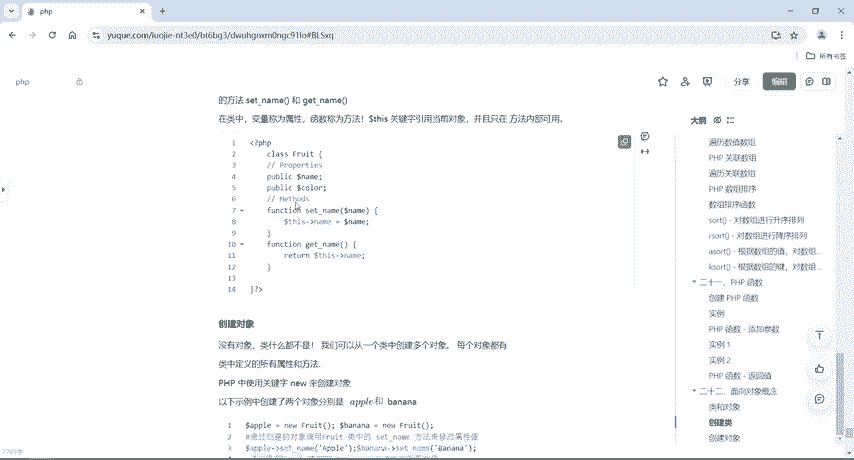 php
yuque.com/iuojie-nt3e0/bt6bg3/dwuhgnxm0ngc91lo#BLSxq
所有书签
php
分享
编辑
的方法 set_name() 和 get_name()
在类中，变量称为属性，函数称为方法！$this 关键字引用当前对象，并且只在 方法内部可用。
1 <?php
2 class Fruit {
3 // Properties
4 public $name;
5 public $color;
6 // Methods
7 function set_name($name) {
8 $this->name = $name;
9 }
10 function get_name() {
11 return $this->name;
12 }
13
14 }?>
创建对象
没有对象，类什么都不是！ 我们可以从一个类中创建多个对象。 每个对象都有
类中定义的所有属性和方法.
PHP 中使用关键字 new 来创建对象
以下示例中创建了两个对象分别是 apple和 banana
1 $apple = new Fruit(); $banana = new Fruit();
2 #通过创建的对象调用Fruit 类中的 set_name 方法来修改属性值
3 $apple->set_name('Apple');$banana->set_name('Banana');
大纲
遍历数值数组
PHP 关联数组
遍历关联数组
PHP 数组排序
数组排序函数
sort() - 对数组进行升序排列
rsort() - 对数组进行降序排列
asort() - 根据数组的值，对数组...
ksort() - 根据数组的键，对数组...
二十一、PHP 函数
创建 PHP 函数
实例
PHP 函数 - 添加参数
实例 1
实例 2
PHP 函数 - 返回值
二十二、面向对象概念
类和对象
创建类
创建对象
7769字